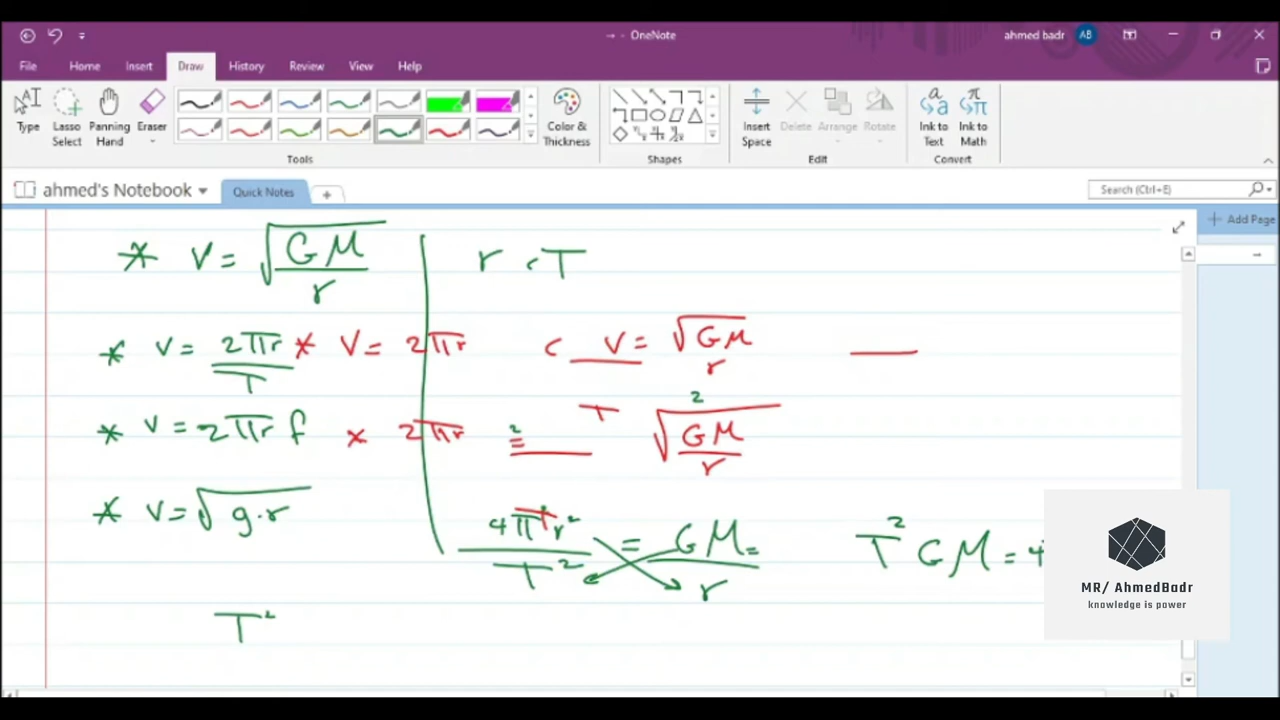 - OneNote
ahmed badr AB
File Home Insert Draw History Review View Help
Type Lasso Select Panning Hand Eraser Color & Thickness Insert Space Delete Arrange Rotate Ink to Text Ink to Math
Tools Shapes Edit Convert
ahmed's Notebook Quick Notes Search (Ctrl+E)
Add Page
* V = √(GM/r) r , T
* V = 2πr/T * V = 2πr V = √GM/r
* V = 2πr f × 2πr ² = T √(GM/r) ²
* V = √g·r 4π²r²/T² = GM/r = T² GM = 4
T²
MR/ AhmedBadr
knowledge is power